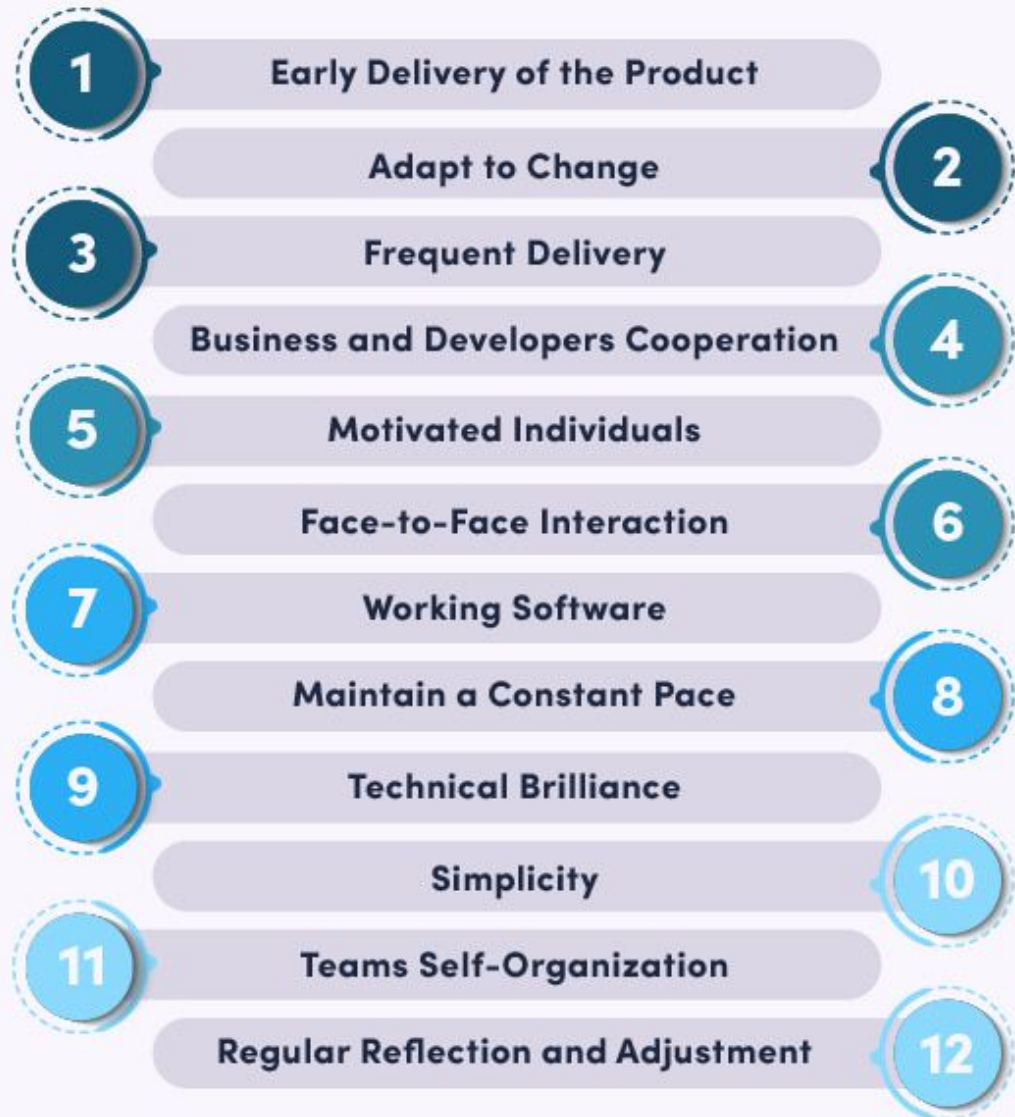 1 Early Delivery of the Product
Adapt to Change 2
3 Frequent Delivery
Business and Developers Cooperation 4
5 Motivated Individuals
Face-to-Face Interaction 6
7 Working Software
Maintain a Constant Pace 8
9 Technical Brilliance
Simplicity 10
11 Teams Self-Organization
Regular Reflection and Adjustment 12